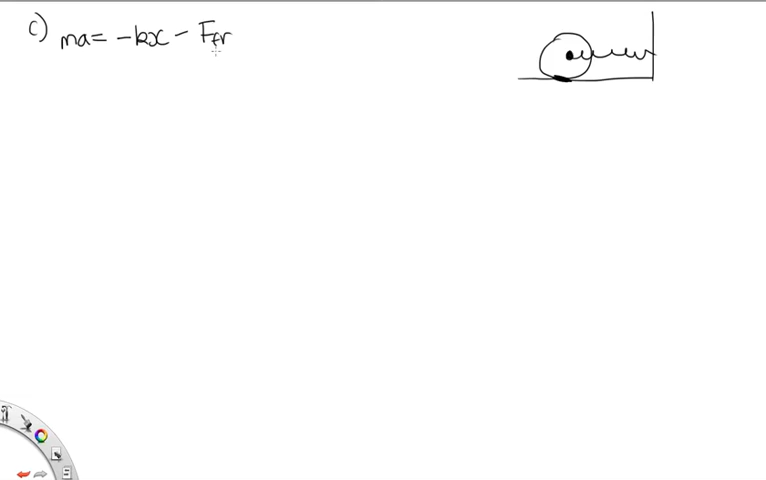 c) ma = -kx - Ffr